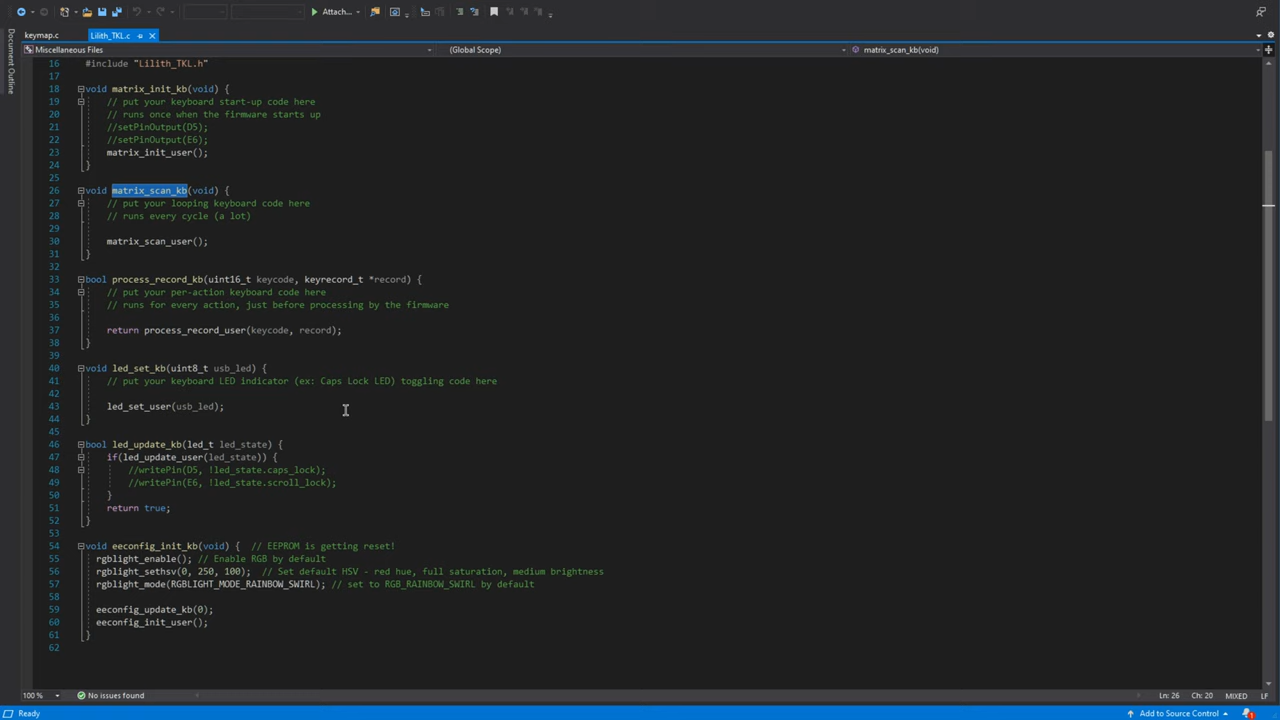 Attach...
keymap.c
Lilith_TKL.c
Document Outline
Miscellaneous Files
(Global Scope)
matrix_scan_kb(void)
16 #include "Lilith_TKL.h"
17
18 void matrix_init_kb(void) {
19 // put your keyboard start-up code here
20 // runs once when the firmware starts up
21 //setPinOutput(D5);
22 //setPinOutput(E6);
23 matrix_init_user();
24 }
25
26 void matrix_scan_kb(void) {
27 // put your looping keyboard code here
28 // runs every cycle (a lot)
29
30 matrix_scan_user();
31 }
32
33 bool process_record_kb(uint16_t keycode, keyrecord_t *record) {
34 // put your per-action keyboard code here
35 // runs for every action, just before processing by the firmware
36
37 return process_record_user(keycode, record);
38 }
39
40 void led_set_kb(uint8_t usb_led) {
41 // put your keyboard LED indicator (ex: Caps Lock LED) toggling code here
42
43 led_set_user(usb_led);
44 }
45
46 bool led_update_kb(led_t led_state) {
47 if(led_update_user(led_state)) {
48 //writePin(D5, !led_state.caps_lock);
49 //writePin(E6, !led_state.scroll_lock);
50 }
51 return true;
52 }
53
54 void eeconfig_init_kb(void) { // EEPROM is getting reset!
55 rgblight_enable(); // Enable RGB by default
56 rgblight_sethsv(0, 250, 100); // Set default HSV - red hue, full saturation, medium brightness
57 rgblight_mode(RGBLIGHT_MODE_RAINBOW_SWIRL); // set to RGB_RAINBOW_SWIRL by default
58
59 eeconfig_update_kb(0);
60 eeconfig_init_user();
61 }
62
100 % No issues found Ln: 26 Ch: 20 MIXED LF
Ready Add to Source Control 1